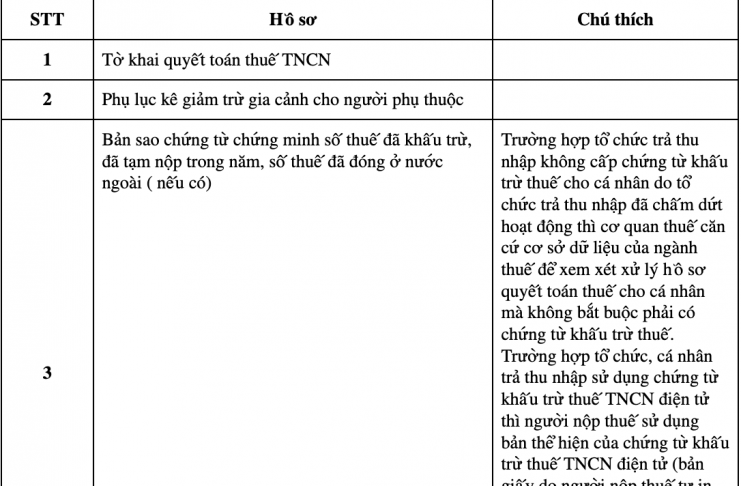 STT
Hồ sơ
Chú thích
1
Tờ khai quyết toán thuế TNCN
2
Phụ lục kê giảm trừ gia cảnh cho người phụ thuộc
3
Bản sao chứng từ chứng minh số thuế đã khấu trừ,
đã tạm nộp trong năm, số thuế đã đóng ở nước
ngoài ( nếu có)
Trường hợp tổ chức trả thu
nhập không cấp chứng từ khấu
trừ thuế cho cá nhân do tổ
chức trả thu nhập đã chấm dứt
hoạt động thì cơ quan thuế căn
cứ cơ sở dữ liệu của ngành
thuế để xem xét xử lý hồ sơ
quyết toán thuế cho cá nhân
mà không bắt buộc phải có
chứng từ khấu trừ thuế.
Trường hợp tổ chức, cá nhân
trả thu nhập sử dụng chứng từ
khấu trừ thuế TNCN điện tử
thì người nộp thuế sử dụng
bản thể hiện của chứng từ khấu
trừ thuế TNCN điện tử (bản
giấy do người nộp thuế tự in